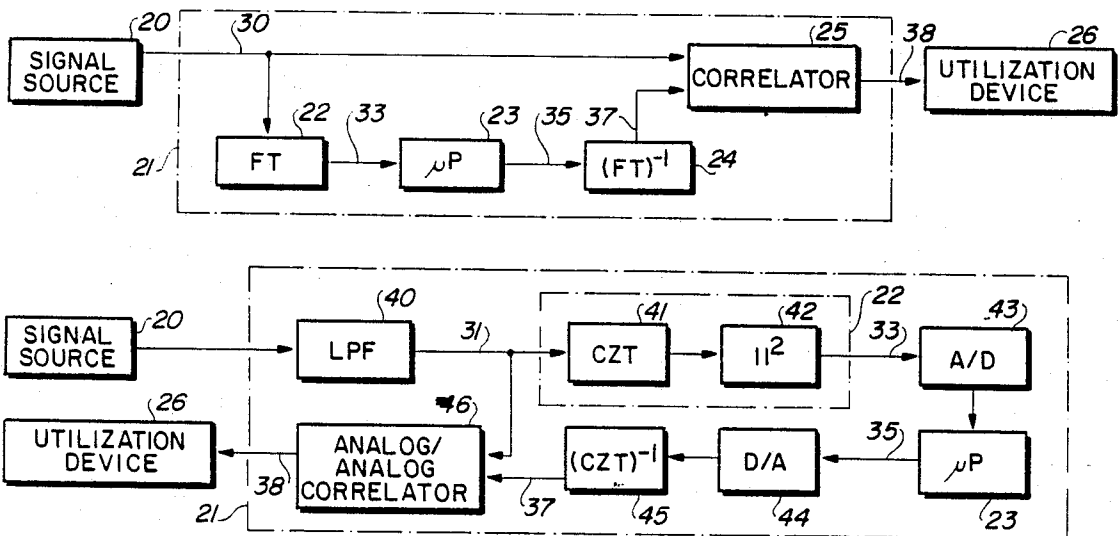 20
30
25
38
26
SIGNAL
SOURCE
CORRELATOR
UTILIZATION
DEVICE
22
33
23
35
37
21
FT
μP
(FT)⁻¹
24
20
40
31
41
42
22
33
43
SIGNAL
SOURCE
LPF
CZT
||²
A/D
26
46
35
UTILIZATION
DEVICE
38
ANALOG/
ANALOG
CORRELATOR
37
(CZT)⁻¹
D/A
μP
21
45
44
23